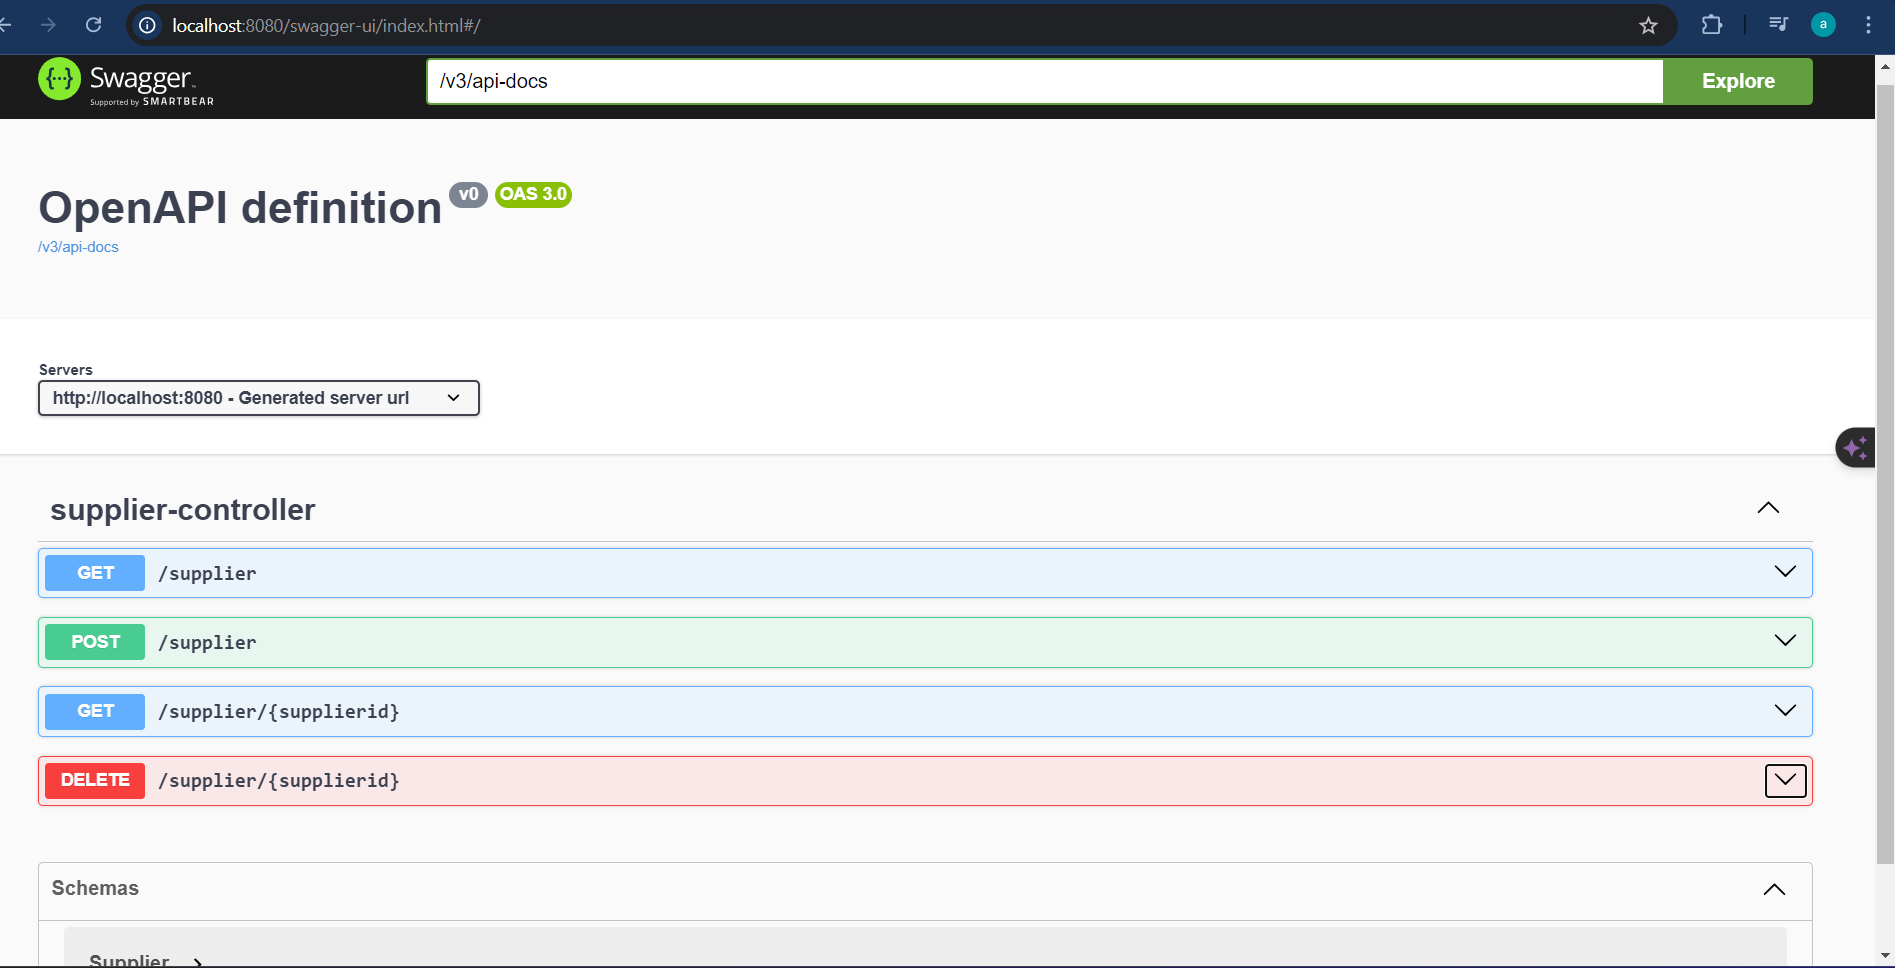 localhost:8080/swagger-ui/index.html#/
a
Swagger
Supported by SMARTBEAR
/v3/api-docs
Explore
OpenAPI definition v0 OAS 3.0
/v3/api-docs
Servers
http://localhost:8080 - Generated server url
supplier-controller
GET /supplier
POST /supplier
GET /supplier/{supplierid}
DELETE /supplier/{supplierid}
Schemas
Supplier